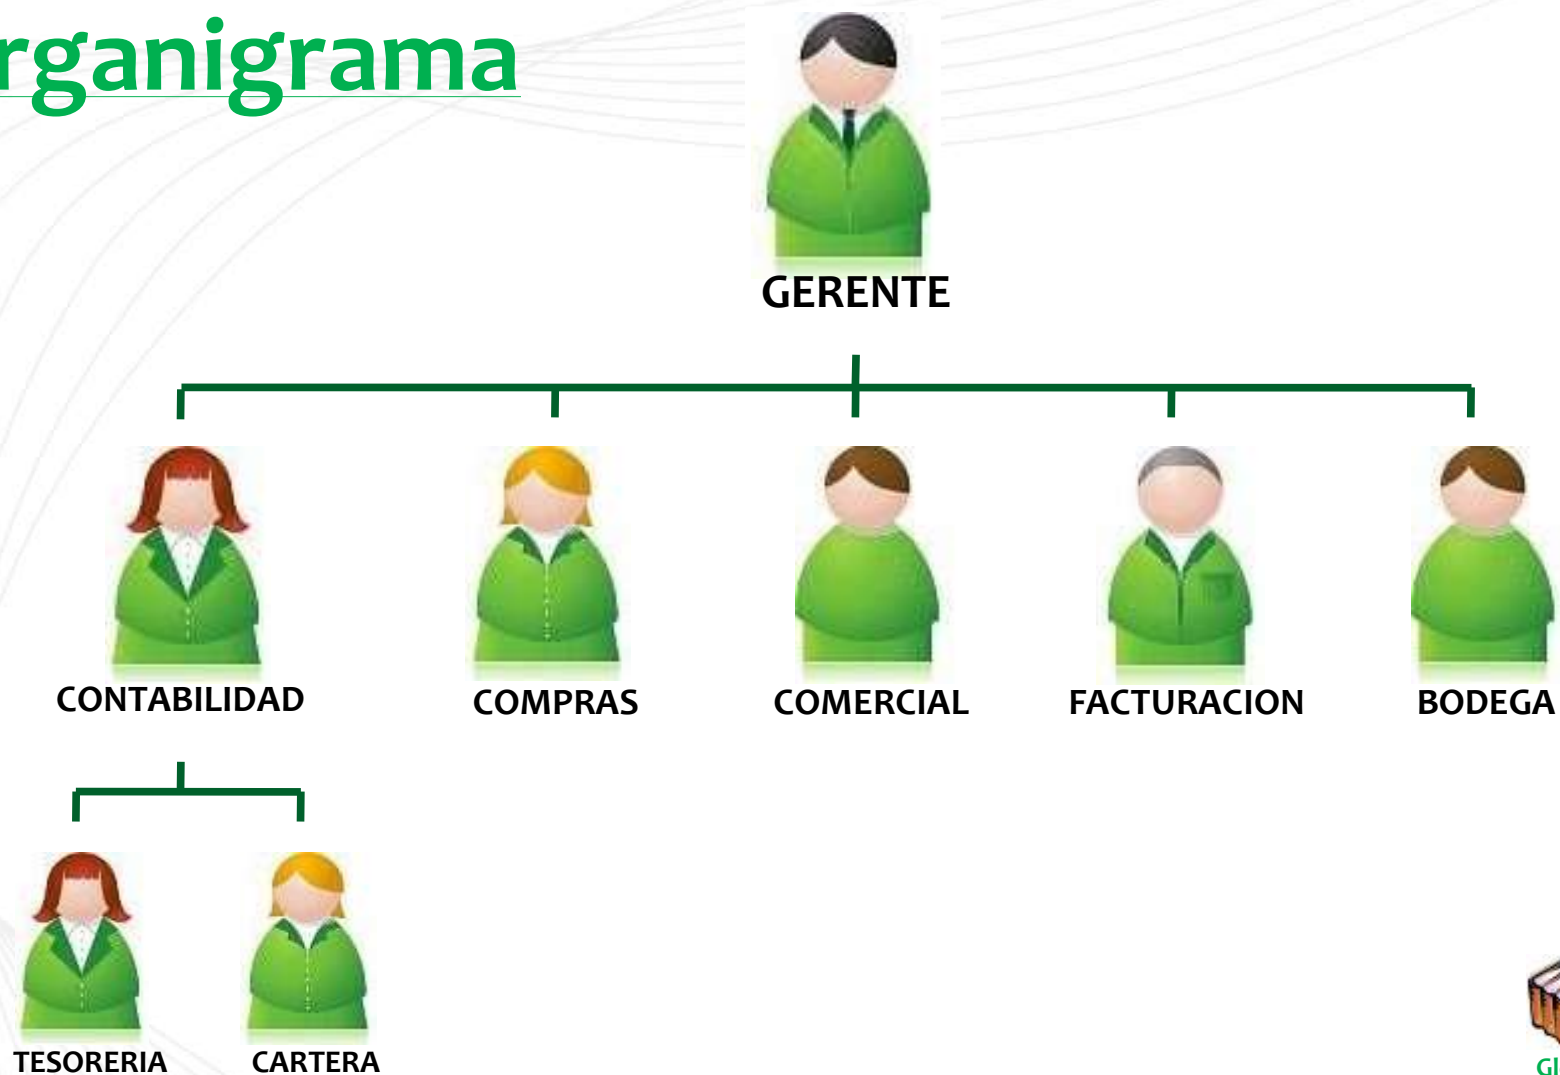 rganigrama
GERENTE
CONTABILIDAD
COMPRAS
COMERCIAL
FACTURACION
BODEGA
TESORERIA
CARTERA